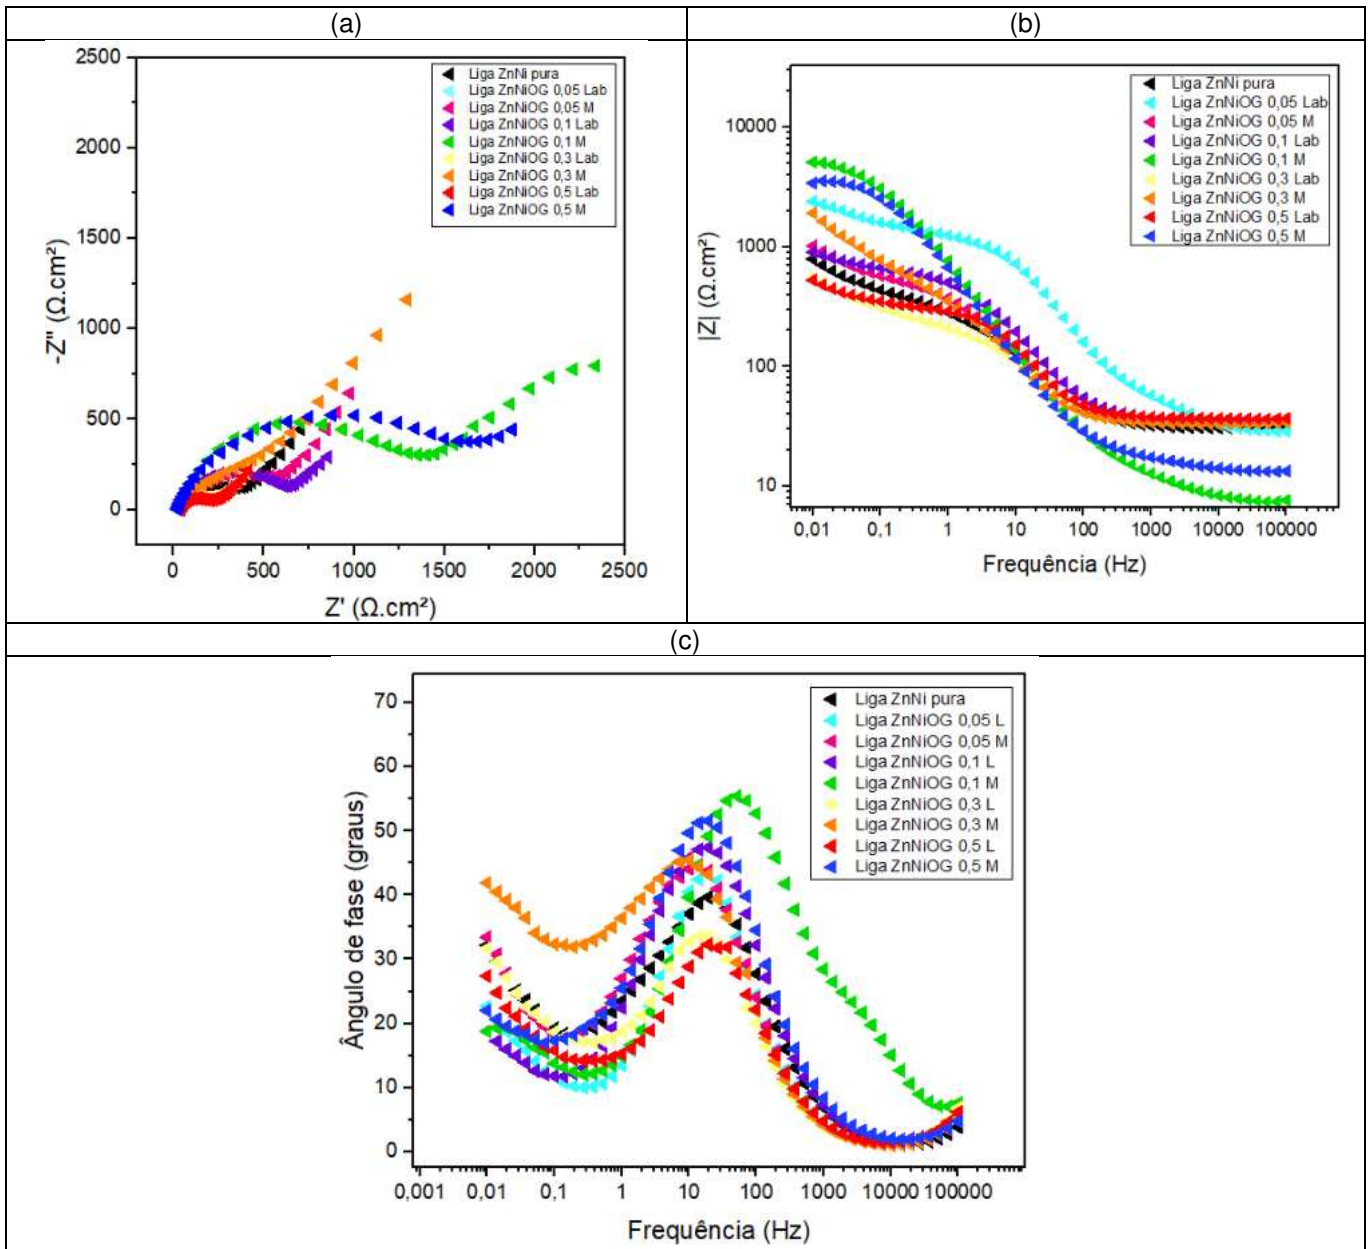 (a)
(b)
2500
2000
1500
1000
500
0
-Z" (Ω.cm²)
Liga ZnNi pura
Liga ZnNiOG 0,05 Lab
Liga ZnNiOG 0,05 M
Liga ZnNiOG 0,1 Lab
Liga ZnNiOG 0,1 M
Liga ZnNiOG 0,3 Lab
Liga ZnNiOG 0,3 M
Liga ZnNiOG 0,5 Lab
Liga ZnNiOG 0,5 M
0 500 1000 1500 2000 2500
Z' (Ω.cm²)
10000
1000
100
10
|Z| (Ω.cm²)
Liga ZnNi pura
Liga ZnNiOG 0,05 Lab
Liga ZnNiOG 0,05 M
Liga ZnNiOG 0,1 Lab
Liga ZnNiOG 0,1 M
Liga ZnNiOG 0,3 Lab
Liga ZnNiOG 0,3 M
Liga ZnNiOG 0,5 Lab
Liga ZnNiOG 0,5 M
0,01 0,1 1 10 100 1000 10000 100000
Frequência (Hz)
(c)
70
60
50
40
30
20
10
0
Ângulo de fase (graus)
Liga ZnNi pura
Liga ZnNiOG 0,05 L
Liga ZnNiOG 0,05 M
Liga ZnNiOG 0,1 L
Liga ZnNiOG 0,1 M
Liga ZnNiOG 0,3 L
Liga ZnNiOG 0,3 M
Liga ZnNiOG 0,5 L
Liga ZnNiOG 0,5 M
0,001 0,01 0,1 1 10 100 1000 10000 100000
Frequência (Hz)